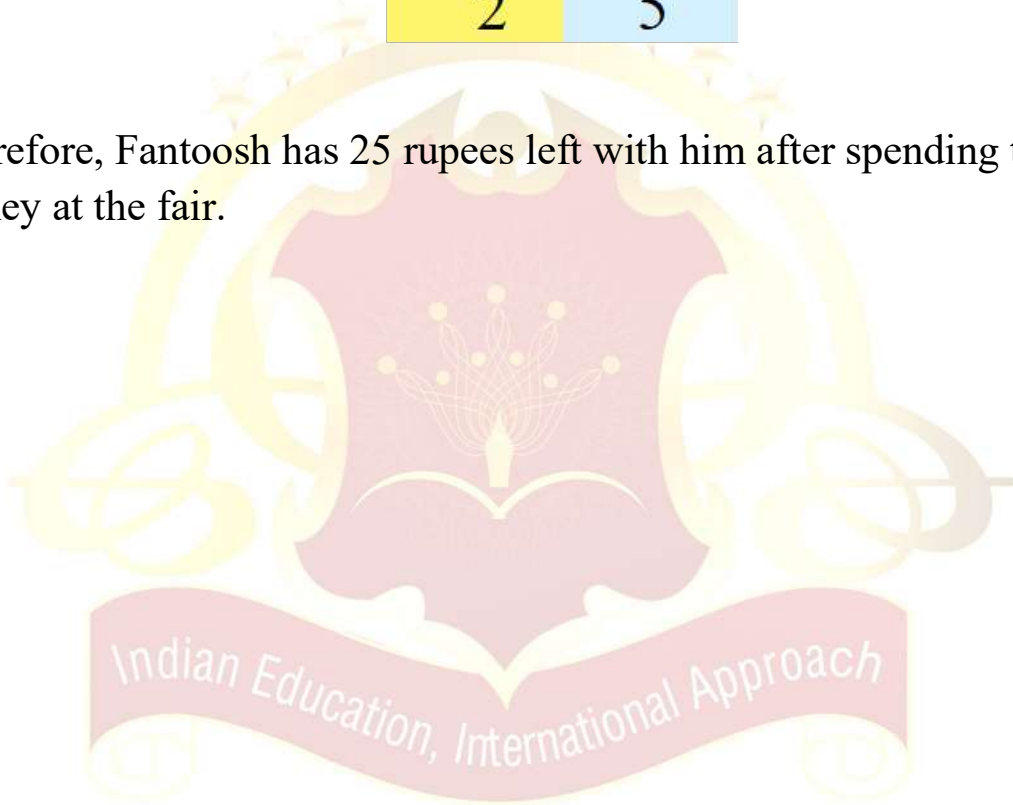 2 5
refore, Fantoosh has 25 rupees left with him after spending t
ey at the fair.
Indian Education, International Approach